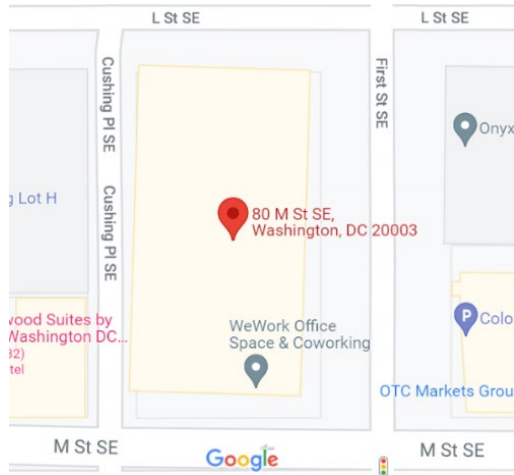 L St SE
L St SE
Cushing Pl SE
First St SE
Onyx
Cushing Pl SE
g Lot H
80 M St SE,
Washington, DC 20003
wood Suites by
Washington DC...
32)
tel
WeWork Office
Space & Coworking
P
Colo
OTC Markets Grou
M St SE
Google
M St SE